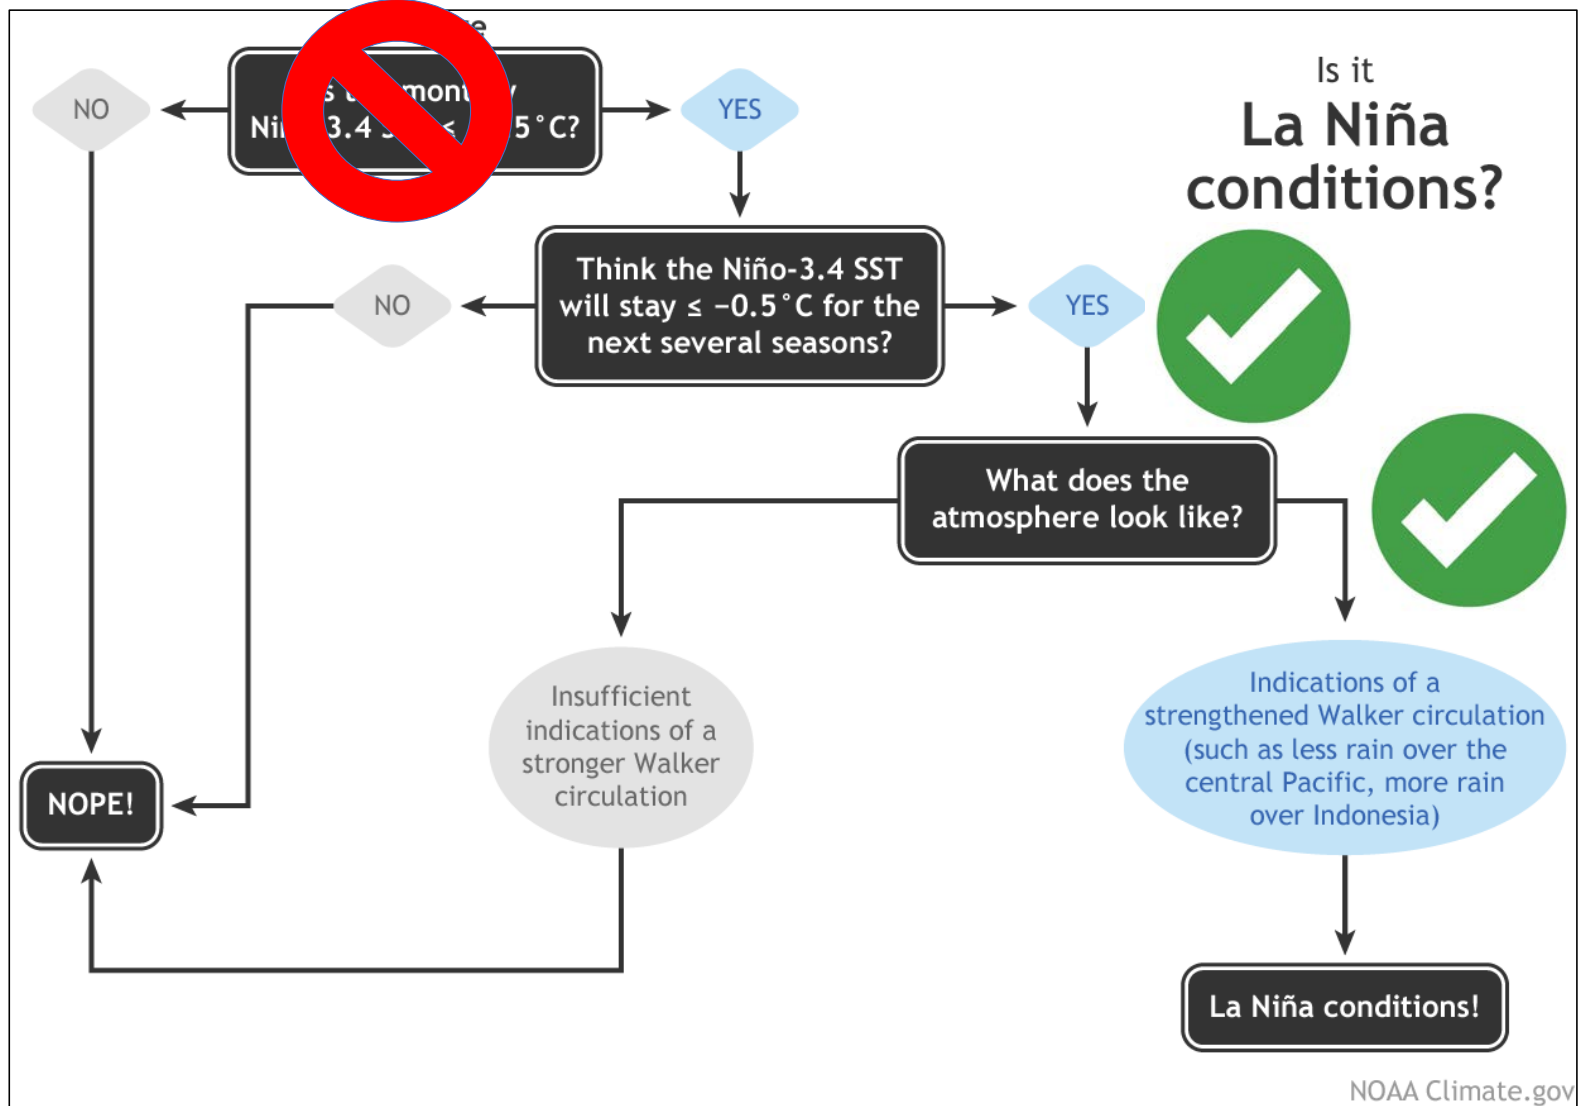 Is it
La Niña
conditions?
NO
YES
3.4
5°C?
NO
Think the Niño-3.4 SST
will stay ≤ −0.5°C for the
next several seasons?
YES
What does the
atmosphere look like?
Insufficient
indications of a
stronger Walker
circulation
Indications of a
strengthened Walker circulation
(such as less rain over the
central Pacific, more rain
over Indonesia)
NOPE!
La Niña conditions!
NOAA Climate.gov